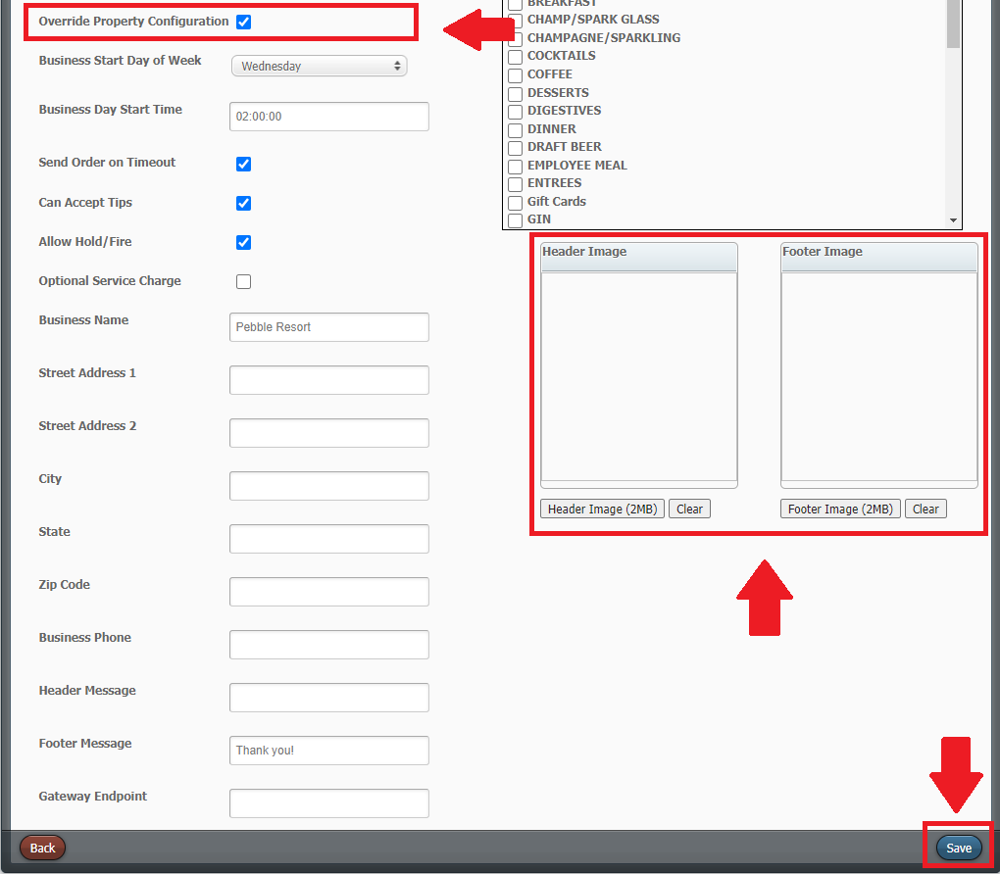 Override Property Configuration
Business Start Day of Week
Wednesday
Business Day Start Time
02:00:00
Send Order on Timeout
Can Accept Tips
Allow Hold/Fire
Optional Service Charge
Business Name
Pebble Resort
Street Address 1
Street Address 2
City
State
Zip Code
Business Phone
Header Message
Footer Message
Thank you!
Gateway Endpoint
BREAKFAST
CHAMP/SPARK GLASS
CHAMPAGNE/SPARKLING
COCKTAILS
COFFEE
DESSERTS
DIGESTIVES
DINNER
DRAFT BEER
EMPLOYEE MEAL
ENTREES
Gift Cards
GIN
Header Image
Footer Image
Header Image (2MB) Clear
Footer Image (2MB) Clear
Back
Save